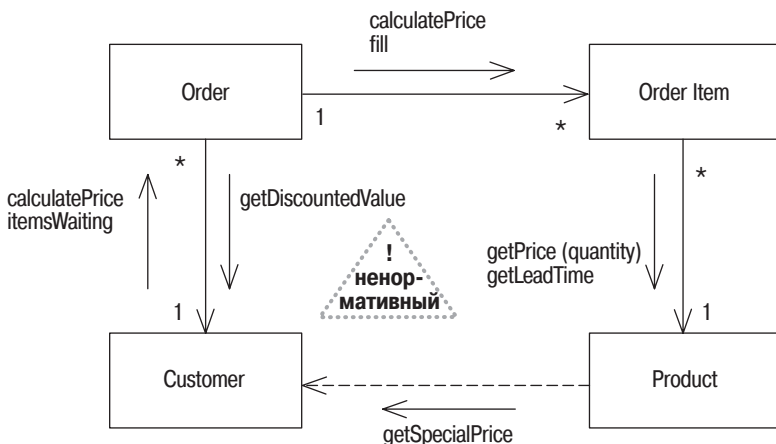 calculatePrice
fill
Order
Order Item
1
*
*
*
calculatePrice
itemsWaiting
getDiscountedValue
!
ненор-
мативный
getPrice (quantity)
getLeadTime
1
1
Customer
Product
getSpecialPrice